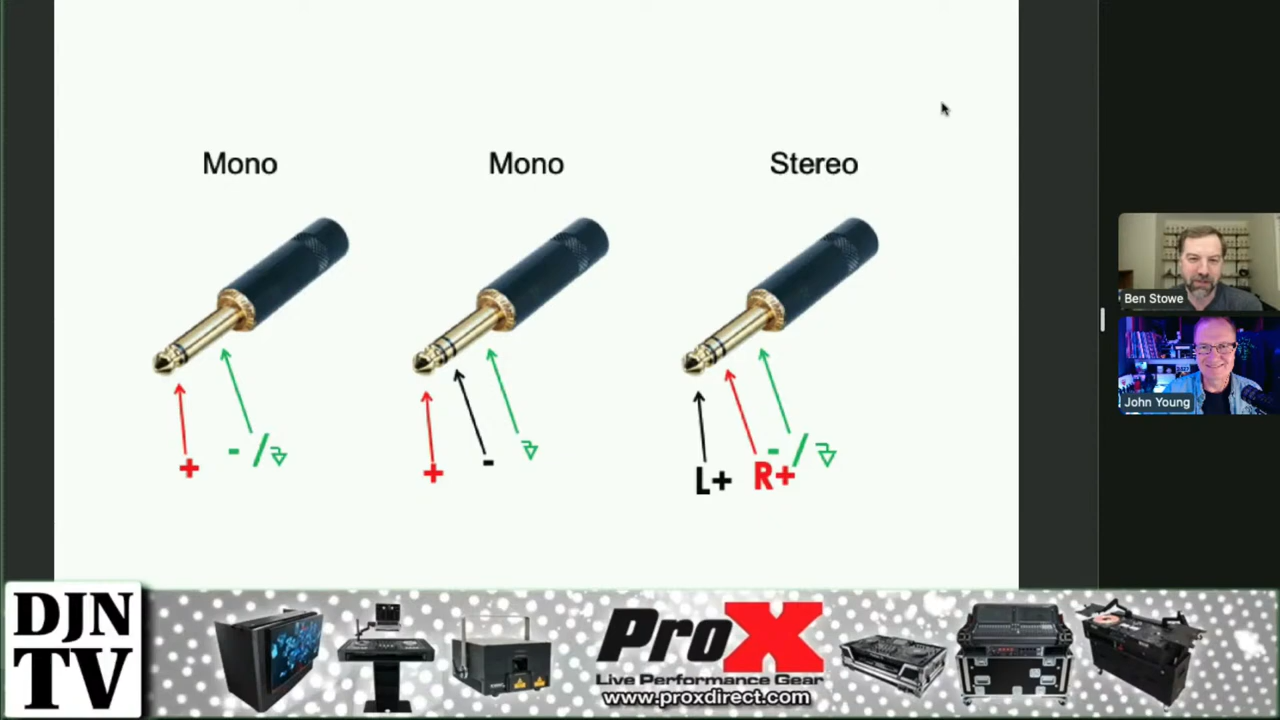 Mono
Mono
Stereo
+
- /
+
-
L+
R+
- /
Ben Stowe
John Young
DJN
TV
ProX
Live Performance Gear
www.proxdirect.com